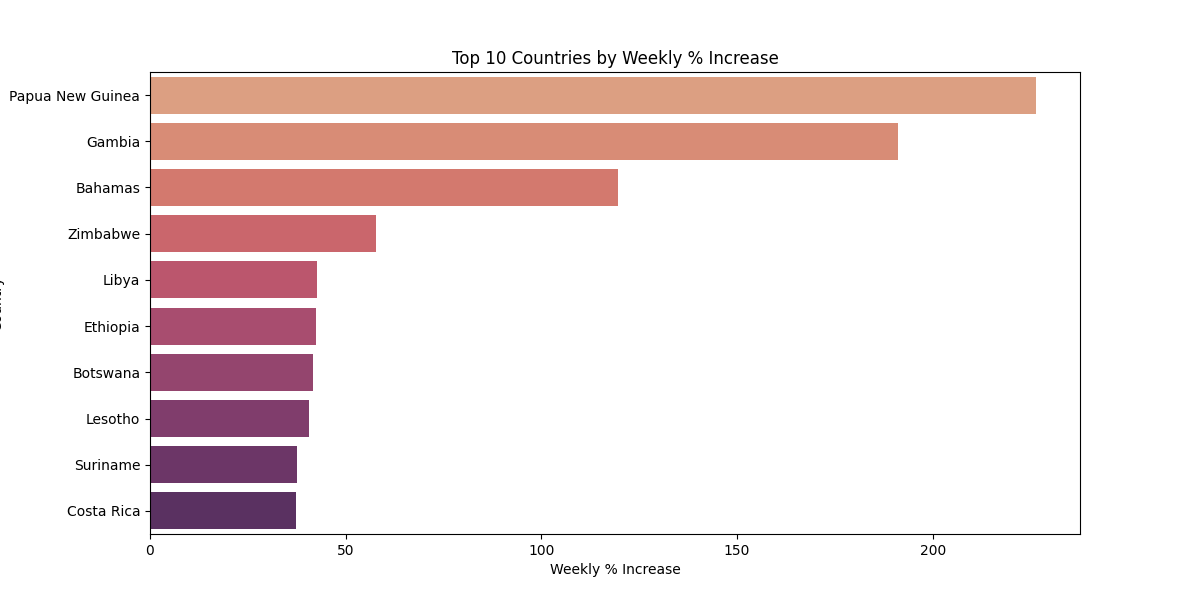 Top 10 Countries by Weekly % Increase
Papua New Guinea
Gambia
Bahamas
Zimbabwe
Libya
Ethiopia
Botswana
Lesotho
Suriname
Costa Rica
0 50 100 150 200
Weekly % Increase